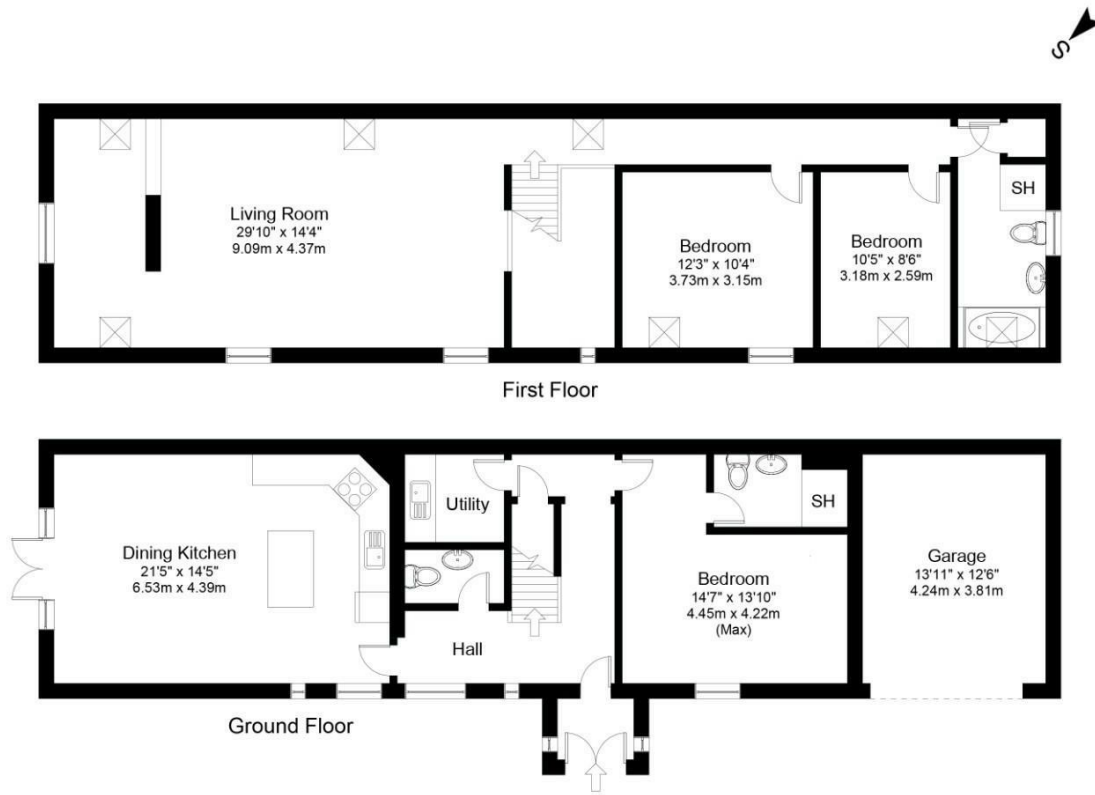 S
Living Room
29'10" x 14'4"
9.09m x 4.37m
Bedroom
12'3" x 10'4"
3.73m x 3.15m
Bedroom
10'5" x 8'6"
3.18m x 2.59m
SH
First Floor
Dining Kitchen
21'5" x 14'5"
6.53m x 4.39m
Utility
Hall
Bedroom
14'7" x 13'10"
4.45m x 4.22m
(Max)
SH
Garage
13'11" x 12'6"
4.24m x 3.81m
Ground Floor